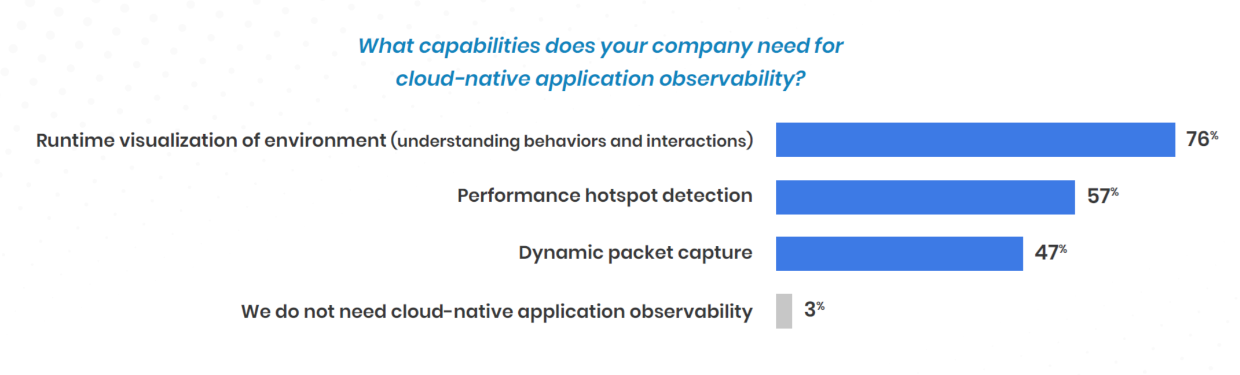 What capabilities does your company need for
cloud-native application observability?
Runtime visualization of environment (understanding behaviors and interactions) 76%
Performance hotspot detection 57%
Dynamic packet capture 47%
We do not need cloud-native application observability 3%